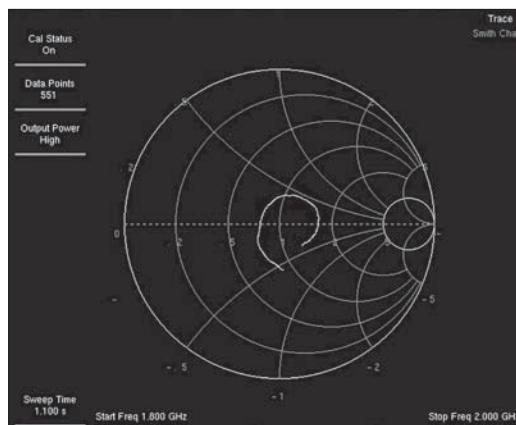 Trace
Smith Cha
Cal Status
On
Data Points
551
Output Power
High
1
.5
.2
0
.2
1
5
-5
-.5
-2
-1
Sweep Time
1.100 s
Start Freq 1.800 GHz
Stop Freq 2.000 GH